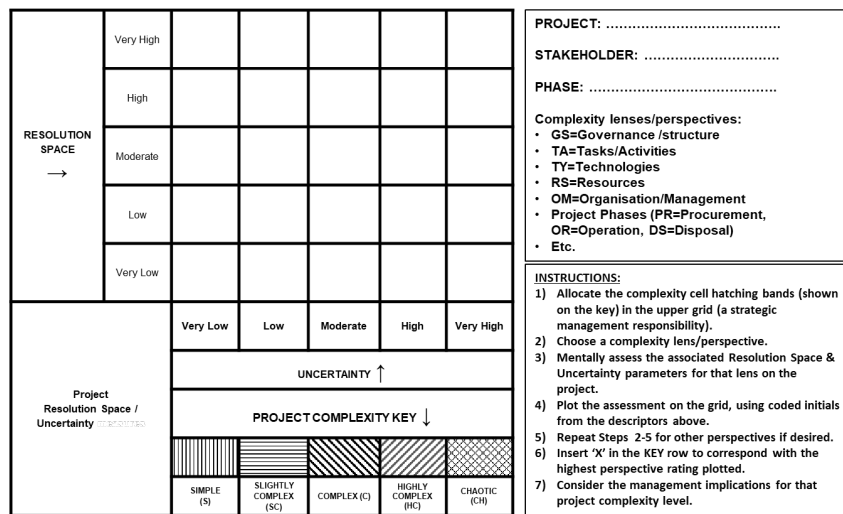 Very High
High
RESOLUTION
SPACE
→
Moderate
Low
Very Low
Very Low
Low
Moderate
High
Very High
UNCERTAINTY ↑
Project
Resolution Space /
Uncertainty
PROJECT COMPLEXITY KEY ↓
SIMPLE
(S)
SLIGHTLY
COMPLEX
(SC)
COMPLEX (C)
HIGHLY
COMPLEX
(HC)
CHAOTIC
(CH)
PROJECT: ……………………………….
STAKEHOLDER: …………………………….
PHASE: …………………………………….
Complexity lenses/perspectives:
• GS=Governance /structure
• TA=Tasks/Activities
• TY=Technologies
• RS=Resources
• OM=Organisation/Management
• Project Phases (PR=Procurement,
OR=Operation, DS=Disposal)
• Etc.
INSTRUCTIONS:
1) Allocate the complexity cell hatching bands (shown
on the key) in the upper grid (a strategic
management responsibility).
2) Choose a complexity lens/perspective.
3) Mentally assess the associated Resolution Space &
Uncertainty parameters for that lens on the
project.
4) Plot the assessment on the grid, using coded initials
from the descriptors above.
5) Repeat Steps 2-5 for other perspectives if desired.
6) Insert ‘X’ in the KEY row to correspond with the
highest perspective rating plotted.
7) Consider the management implications for that
project complexity level.